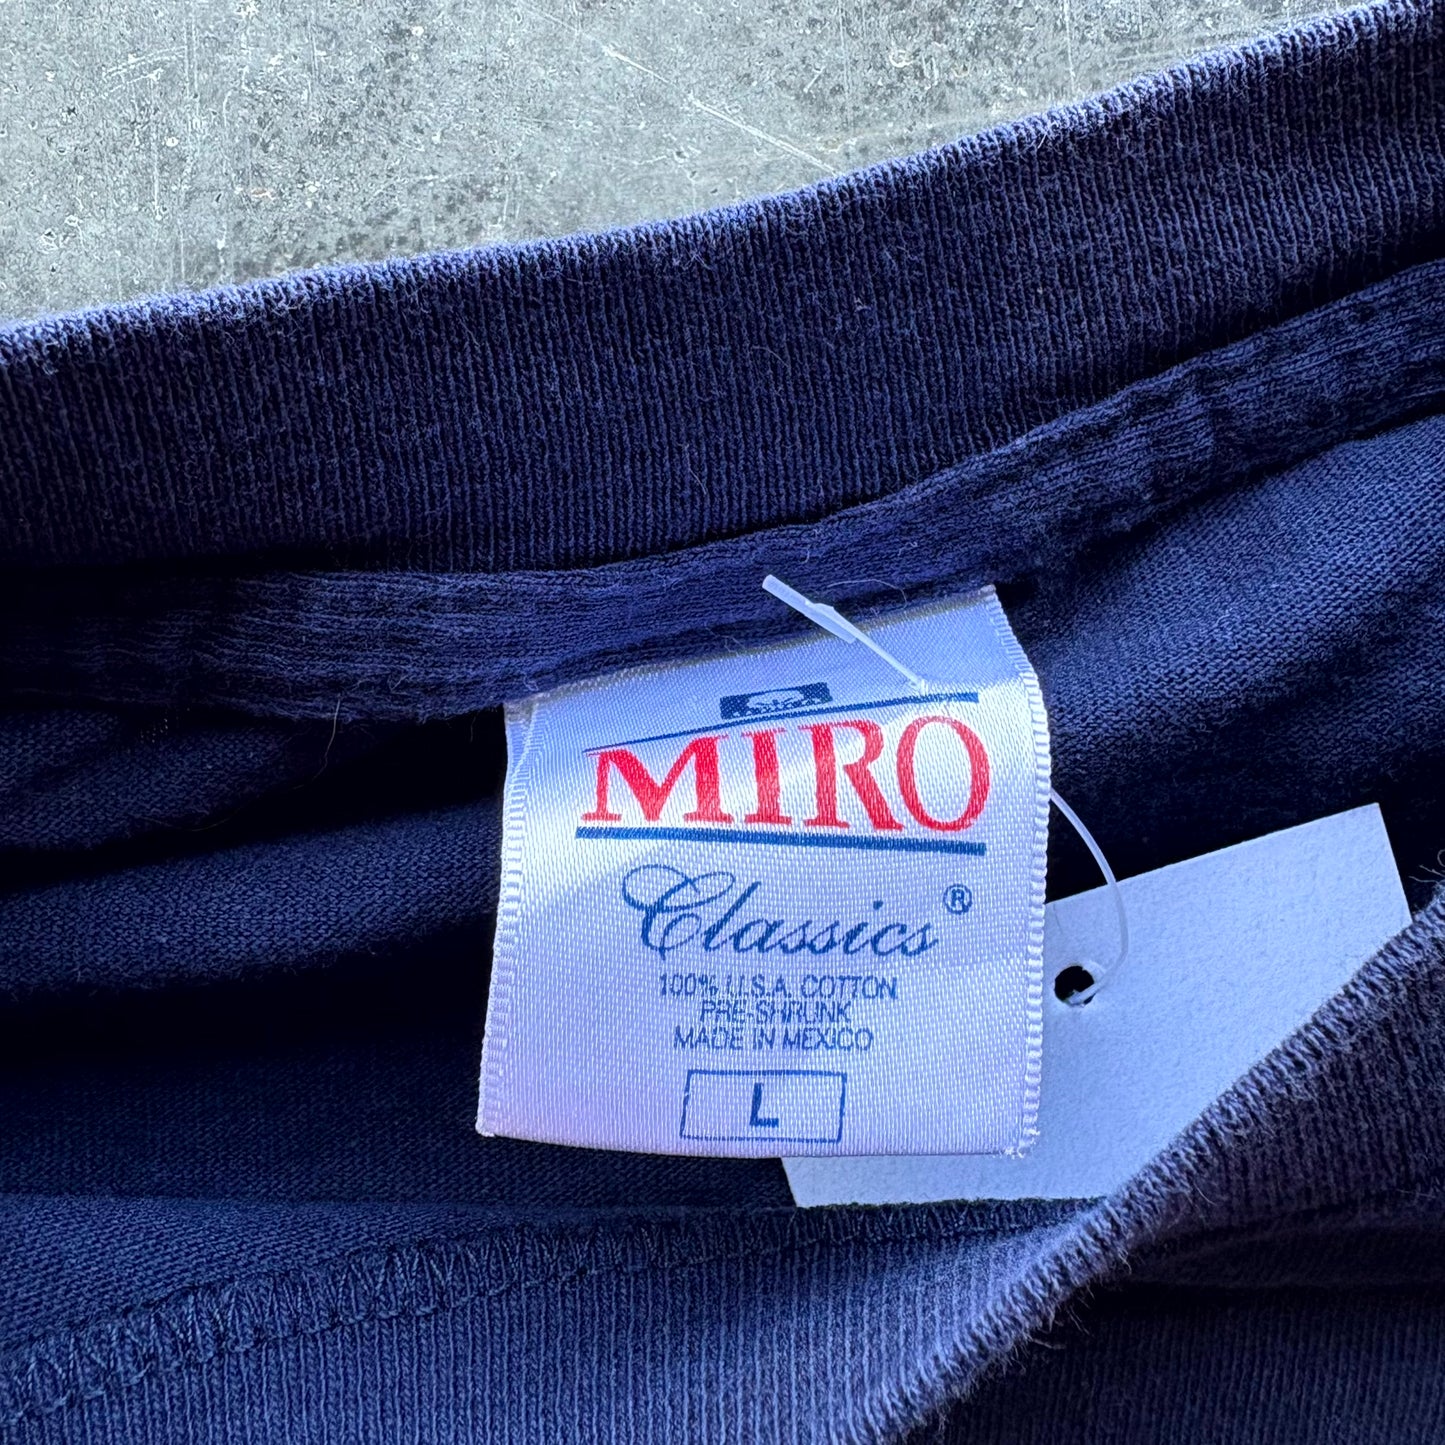 MIRO
Classics®
100% U.S.A. COTTON
PRE-SHRUNK
MADE IN MEXICO
L